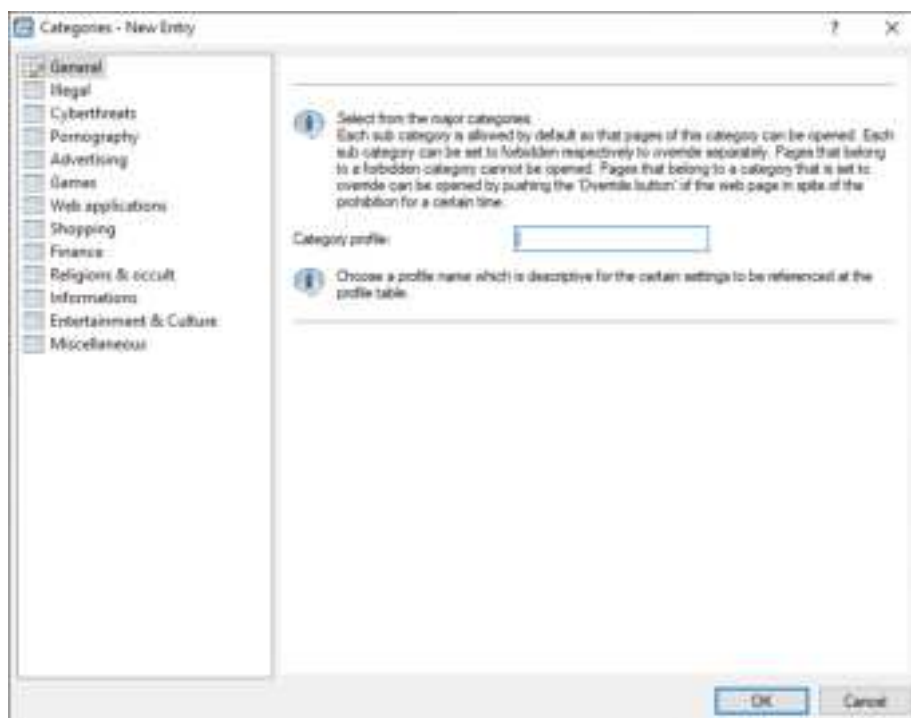 Categories - New Entry
?
General
Illegal
Cyberthreats
Pornography
Advertising
Games
Web applications
Shopping
Finance
Religions & occult
Informations
Entertainment & Culture
Miscellaneous
Select from the major categories.
Each sub category is allowed by default as that pages of this category can be opened. Each
sub category can be set to forbidden respectively to override separately. Pages that belong
to a forbidden category cannot be opened. Pages that belong to a category that is set to
override can be opened by pushing the 'Override button' of the web page in spite of the
prohibition for a certain time.
Category profile:
Choose a profile name which is descriptive for the certain settings to be referenced at the
profile table.
OK
Cancel